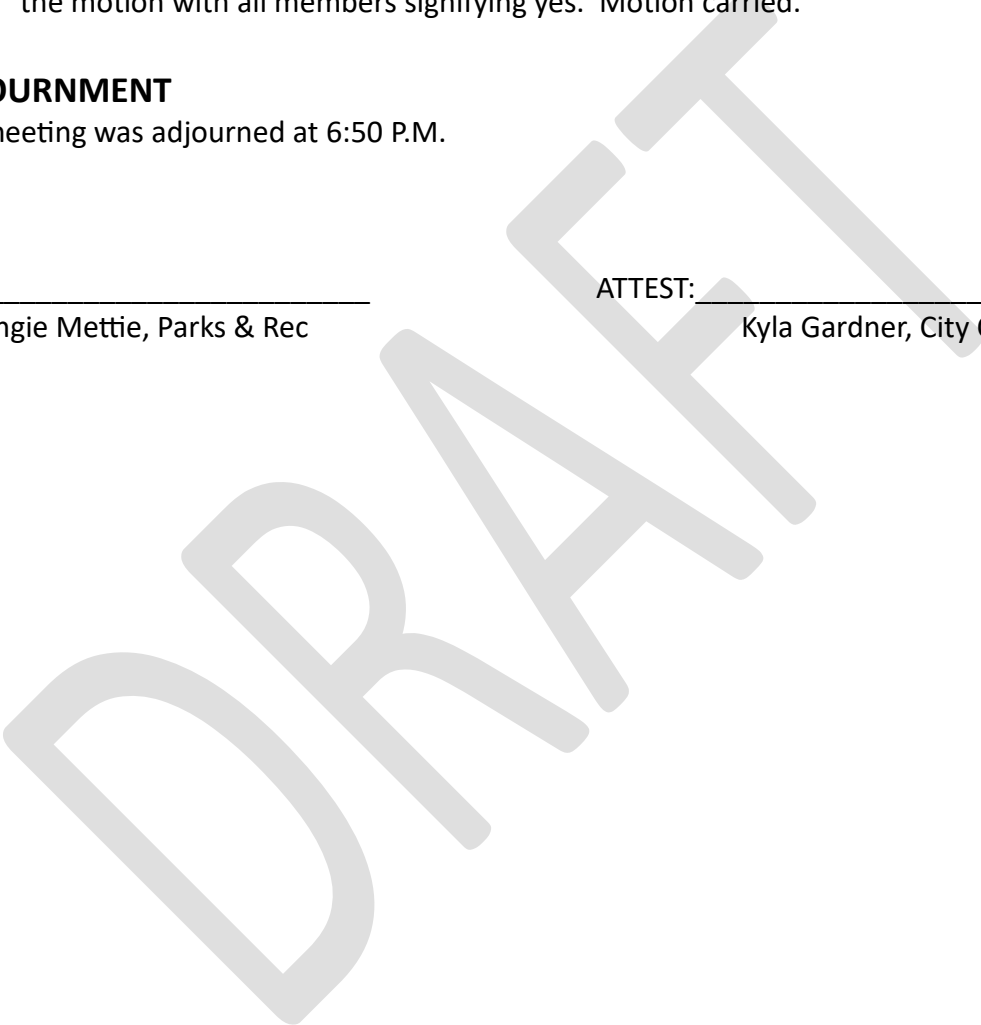 the motion with all members signifying yes. Motion carried.
OURNMENT
meeting was adjourned at 6:50 P.M.
ATTEST:
ngie Mettie, Parks & Rec
Kyla Gardner, City
DRAFT